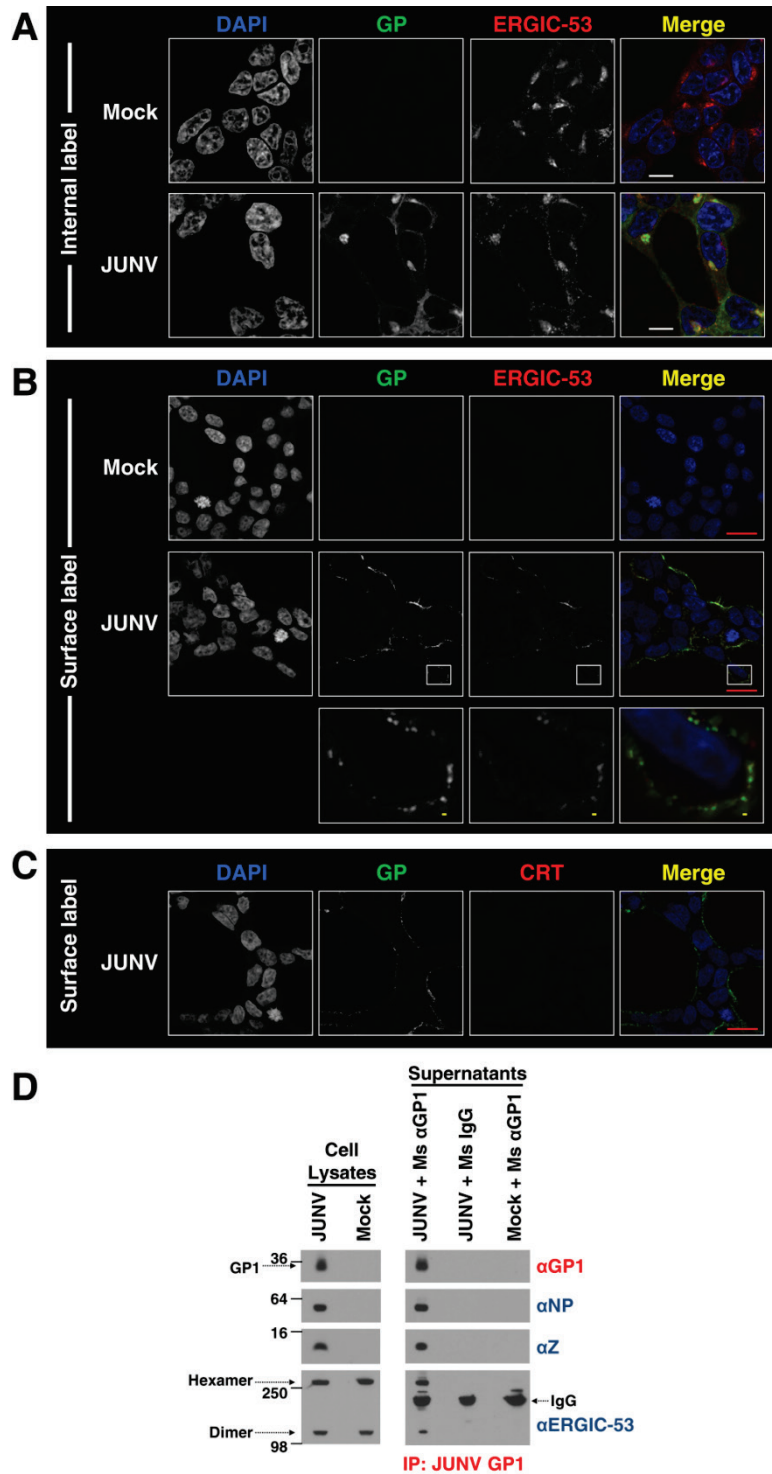 A
DAPI GP ERGIC-53 Merge
Internal label
Mock
JUNV
B
DAPI GP ERGIC-53 Merge
Surface label
Mock
JUNV
C
DAPI GP CRT Merge
Surface label
JUNV
D
Supernatants
Cell
Lysates
JUNV
Mock
JUNV + Ms αGP1
JUNV + Ms IgG
Mock + Ms αGP1
36
GP1
αGP1
64
αNP
16
αZ
Hexamer
250
IgG
αERGIC-53
Dimer
98
IP: JUNV GP1